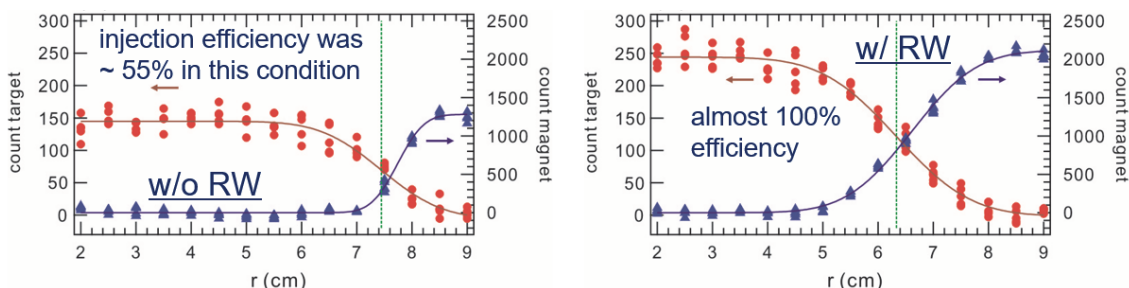 300
250
200
150
100
50
0
count target
injection efficiency was
~ 55% in this condition
w/o RW
2500
2000
1500
1000
500
0
count magnet
2 3 4 5 6 7 8 9
r (cm)
300
250
200
150
100
50
0
count target
w/ RW
almost 100%
efficiency
2500
2000
1500
1000
500
0
count magnet
2 3 4 5 6 7 8 9
r (cm)